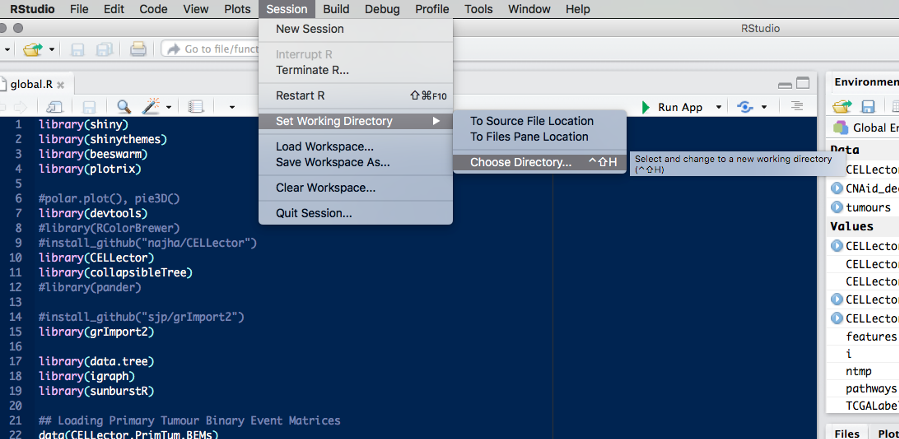 RStudio File Edit Code View Plots Session Build Debug Profile Tools Window Help
RStudio
New Session
Go to file/funct
Interrupt R
Terminate R...
Restart R ⇧⌘F10
Set Working Directory
To Source File Location
To Files Pane Location
Choose Directory... ^⇧H
Select and change to a new working directory
(^⇧H)
Load Workspace...
Save Workspace As...
Clear Workspace...
Quit Session...
global.R
Run App
1 library(shiny)
2 library(shinythemes)
3 library(beeswarm)
4 library(plotrix)
5
6 #polar.plot(), pie3D()
7 library(devtools)
8 #library(RColorBrewer)
9 #install_github("najha/CELLector")
10 library(CELLector)
11 library(collapsibleTree)
12 #library(pander)
13
14 #install_github("sjp/grImport2")
15 library(grImport2)
16
17 library(data.tree)
18 library(igraph)
19 library(sunburstR)
20
21 ## Loading Primary Tumour Binary Event Matrices
22 data(CELLector.PrimTum.BEMs)
Environmen
Global En
Data
CELLector
CNAid_dec
tumours
Values
CELLector
CELLector
CELLector
CELLector
CELLector
features
i
ntmp
pathways
TCGALabel
Files Plot